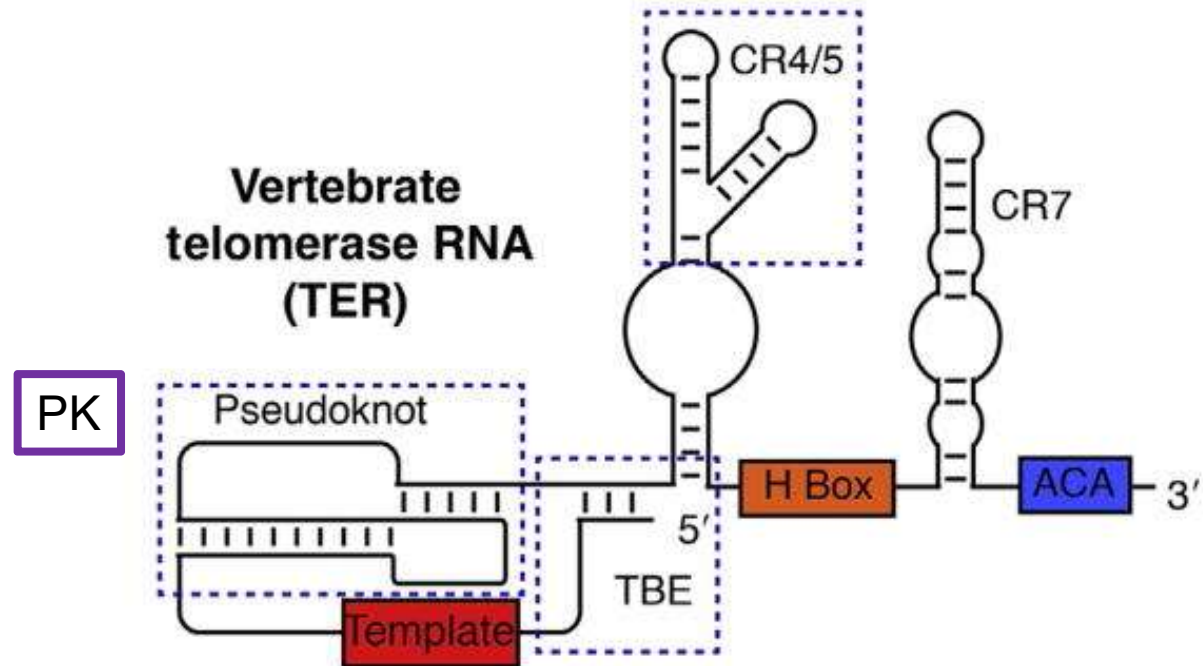 CR4/5
CR7
Vertebrate
telomerase RNA
(TER)
PK
Pseudoknot
H Box
ACA
3′
5′
TBE
Template